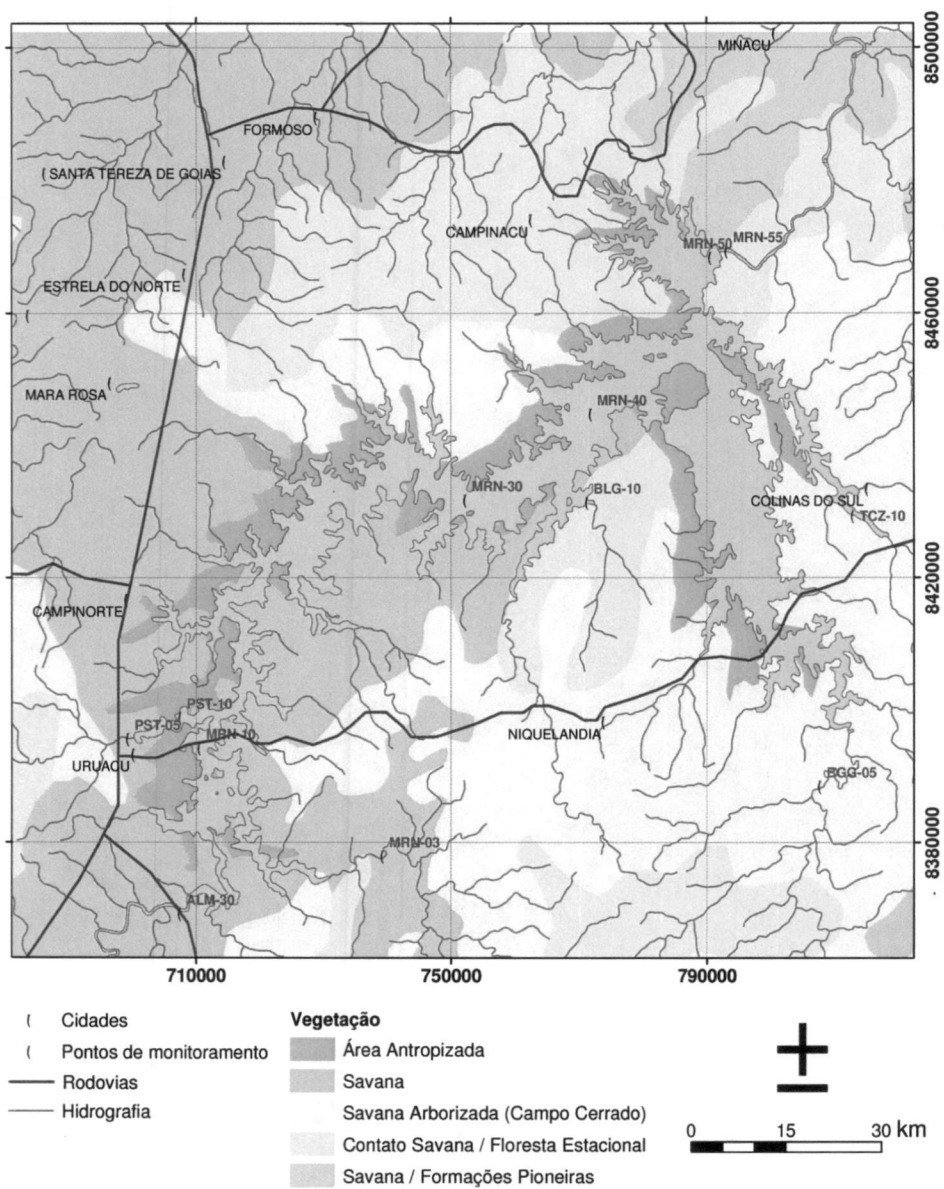 MINAÇU
8500000
FORMOSO
SANTA TEREZA DE GOIAS
CAMPINAÇU
MRN-50
MRN-55
ESTRELA DO NORTE
8460000
MARA ROSA
MRN-40
MRN-30
BLG-10
COLINAS DO SUL
TCZ-10
8420000
CAMPINORTE
PST-10
PST-05
MRN-10
NIQUELANDIA
URUAÇU
BGG-05
MRN-03
8380000
ALM-30
710000
750000
790000
Cidades
Pontos de monitoramento
Rodovias
Hidrografia
Vegetação
Área Antropizada
Savana
Savana Arborizada (Campo Cerrado)
Contato Savana / Floresta Estacional
Savana / Formações Pioneiras
0 15 30 km